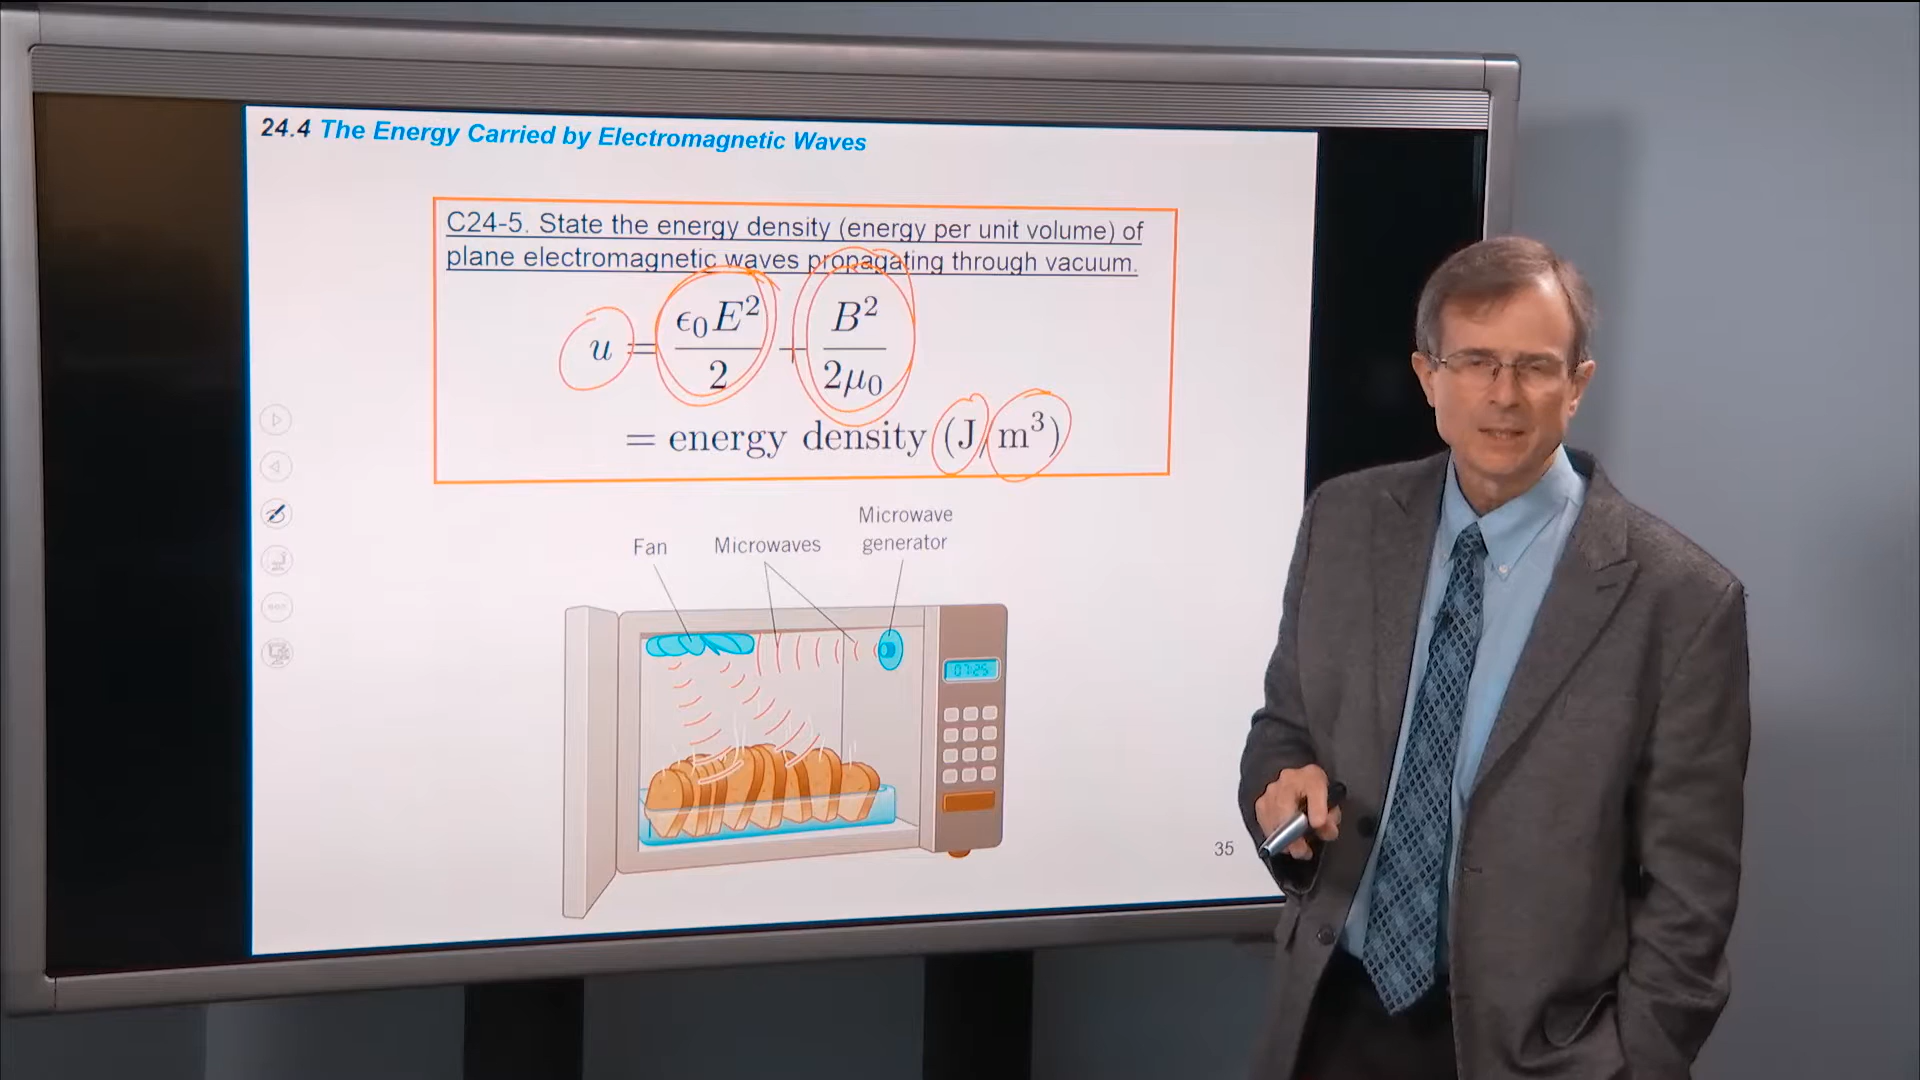 24.4 The Energy Carried by Electromagnetic Waves
C24-5. State the energy density (energy per unit volume) of
plane electromagnetic waves propagating through vacuum.
u = ϵ₀E²/2 + B²/2μ₀
= energy density (J/m³)
Microwave
generator
Fan
Microwaves
07:25
35